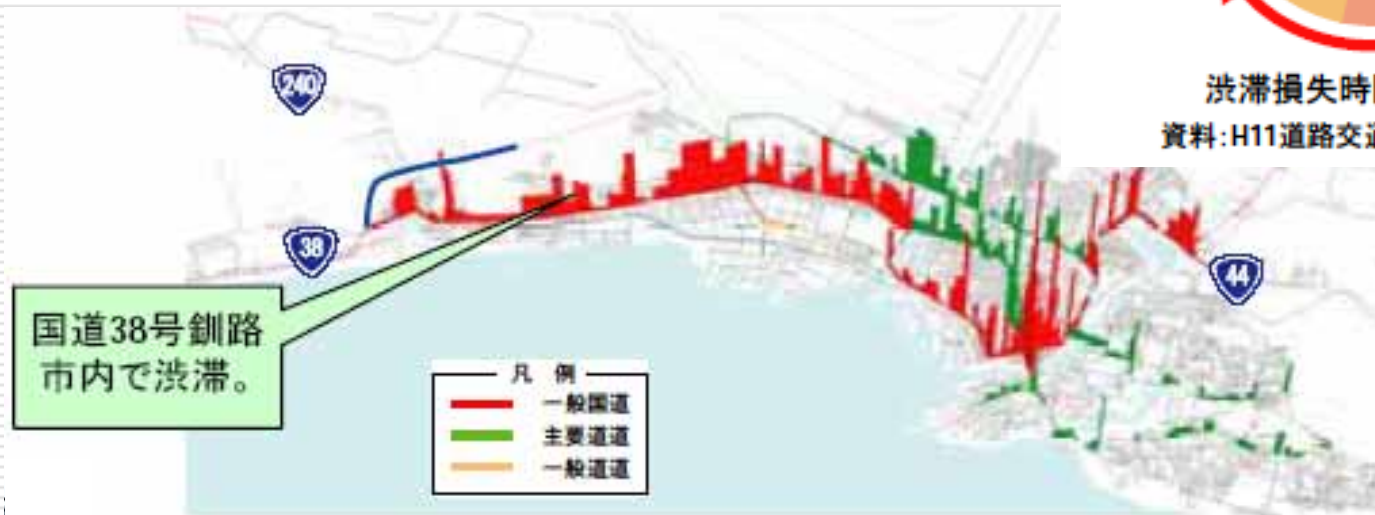 渋滞損失時
資料:H11道路交通
240
38
44
国道38号釧路
市内で渋滞。
凡 例
一般国道
主要道道
一般道道